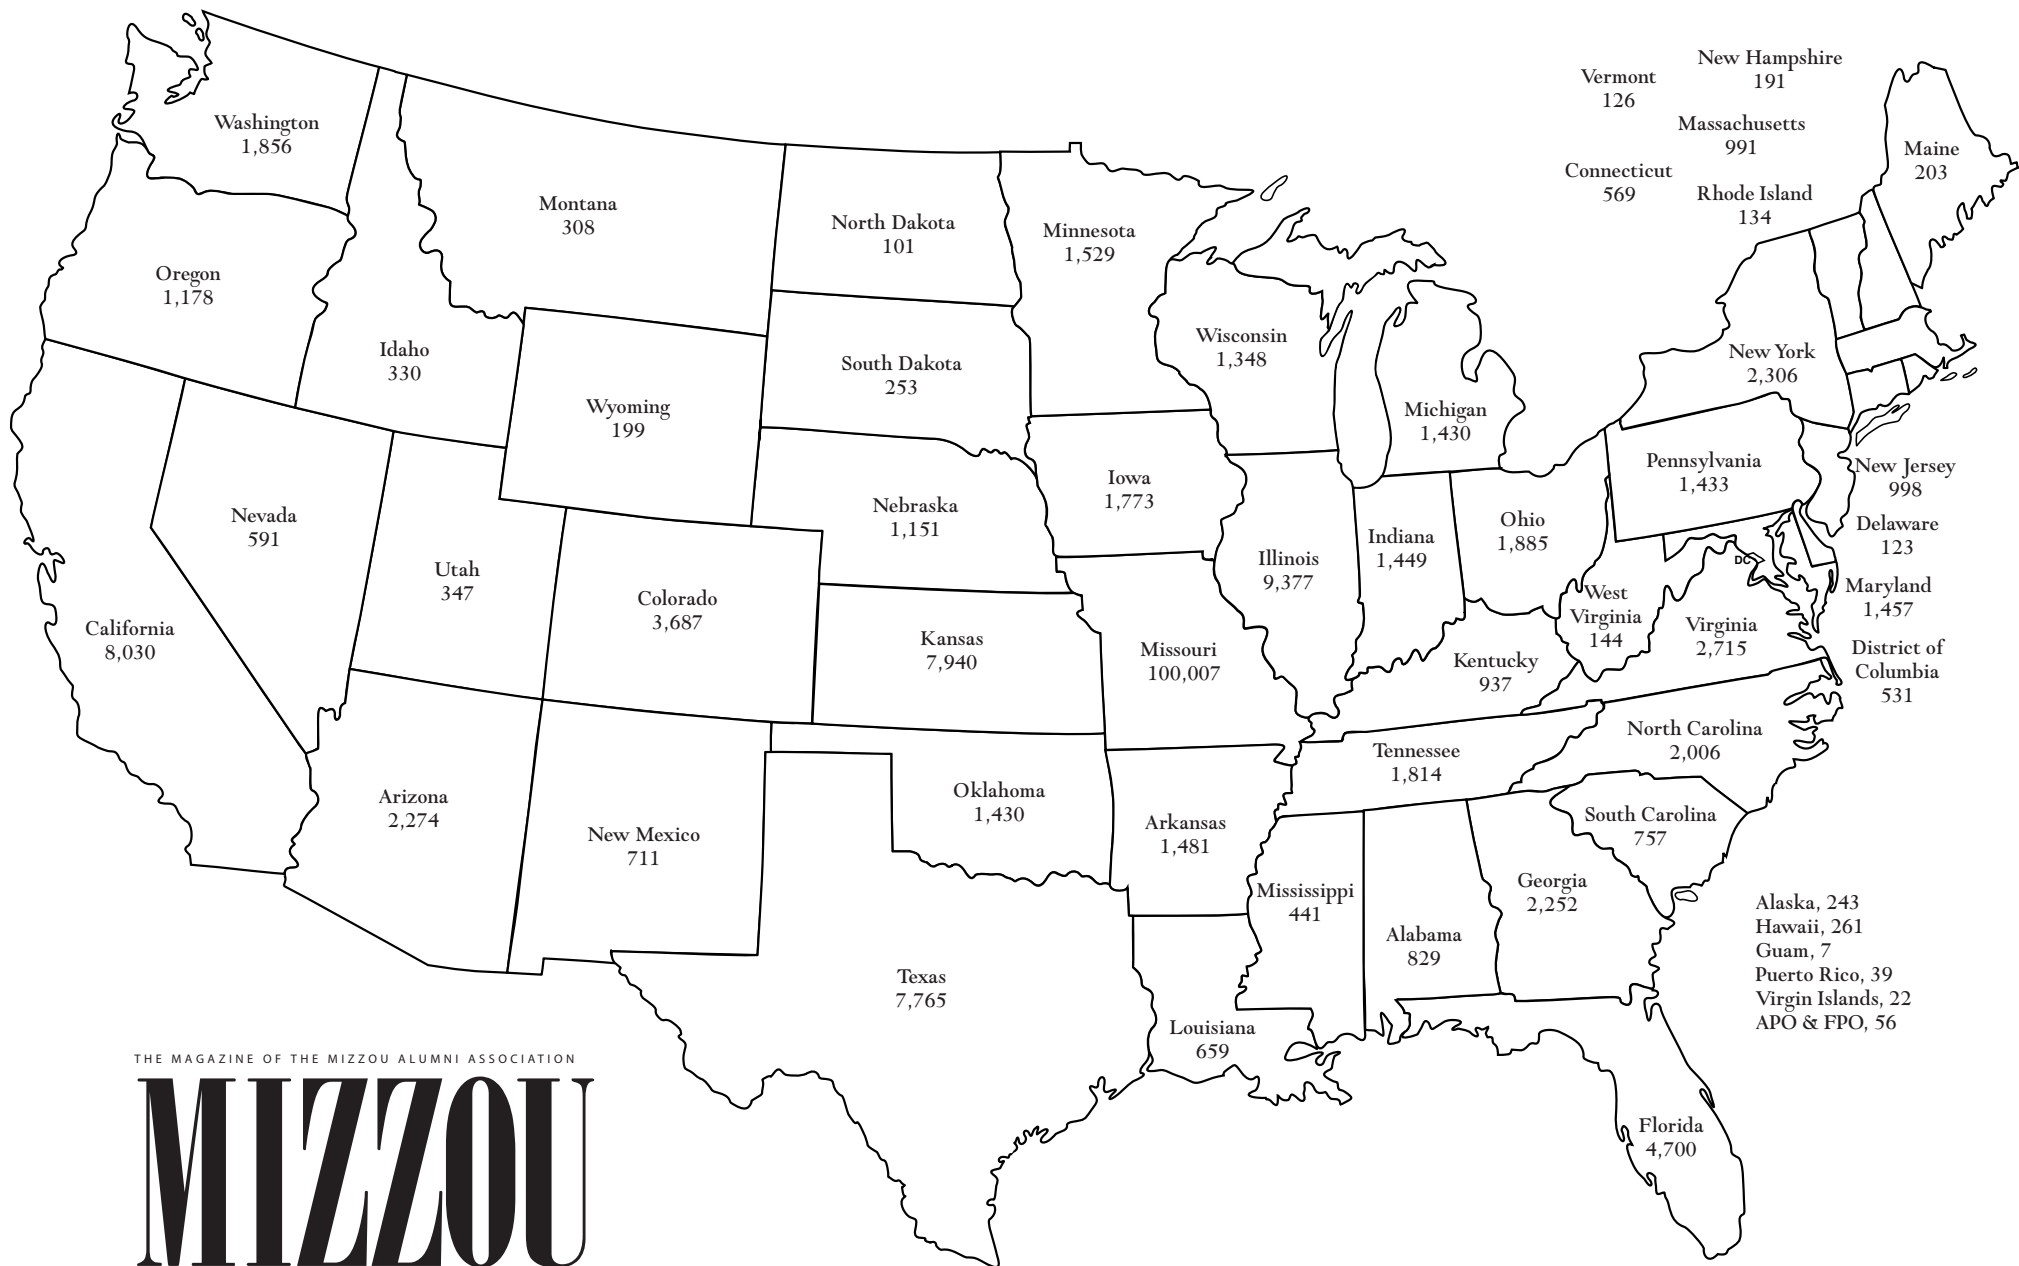 Washington
1,856
Oregon
1,178
California
8,030
Nevada
591
Idaho
330
Montana
308
Wyoming
199
Utah
347
Colorado
3,687
Arizona
2,274
New Mexico
711
North Dakota
101
South Dakota
253
Nebraska
1,151
Kansas
7,940
Oklahoma
1,430
Texas
7,765
Minnesota
1,529
Iowa
1,773
Missouri
100,007
Arkansas
1,481
Louisiana
659
Wisconsin
1,348
Illinois
9,377
Michigan
1,430
Indiana
1,449
Ohio
1,885
Kentucky
937
Tennessee
1,814
Mississippi
441
Alabama
829
Georgia
2,252
Florida
4,700
South Carolina
757
North Carolina
2,006
Virginia
2,715
West
Virginia
144
DC
Pennsylvania
1,433
New York
2,306
Vermont
126
New Hampshire
191
Massachusetts
991
Connecticut
569
Rhode Island
134
Maine
203
New Jersey
998
Delaware
123
Maryland
1,457
District of
Columbia
531
Alaska, 243
Hawaii, 261
Guam, 7
Puerto Rico, 39
Virgin Islands, 22
APO & FPO, 56
THE MAGAZINE OF THE MIZZOU ALUMNI ASSOCIATION
MIZZOU